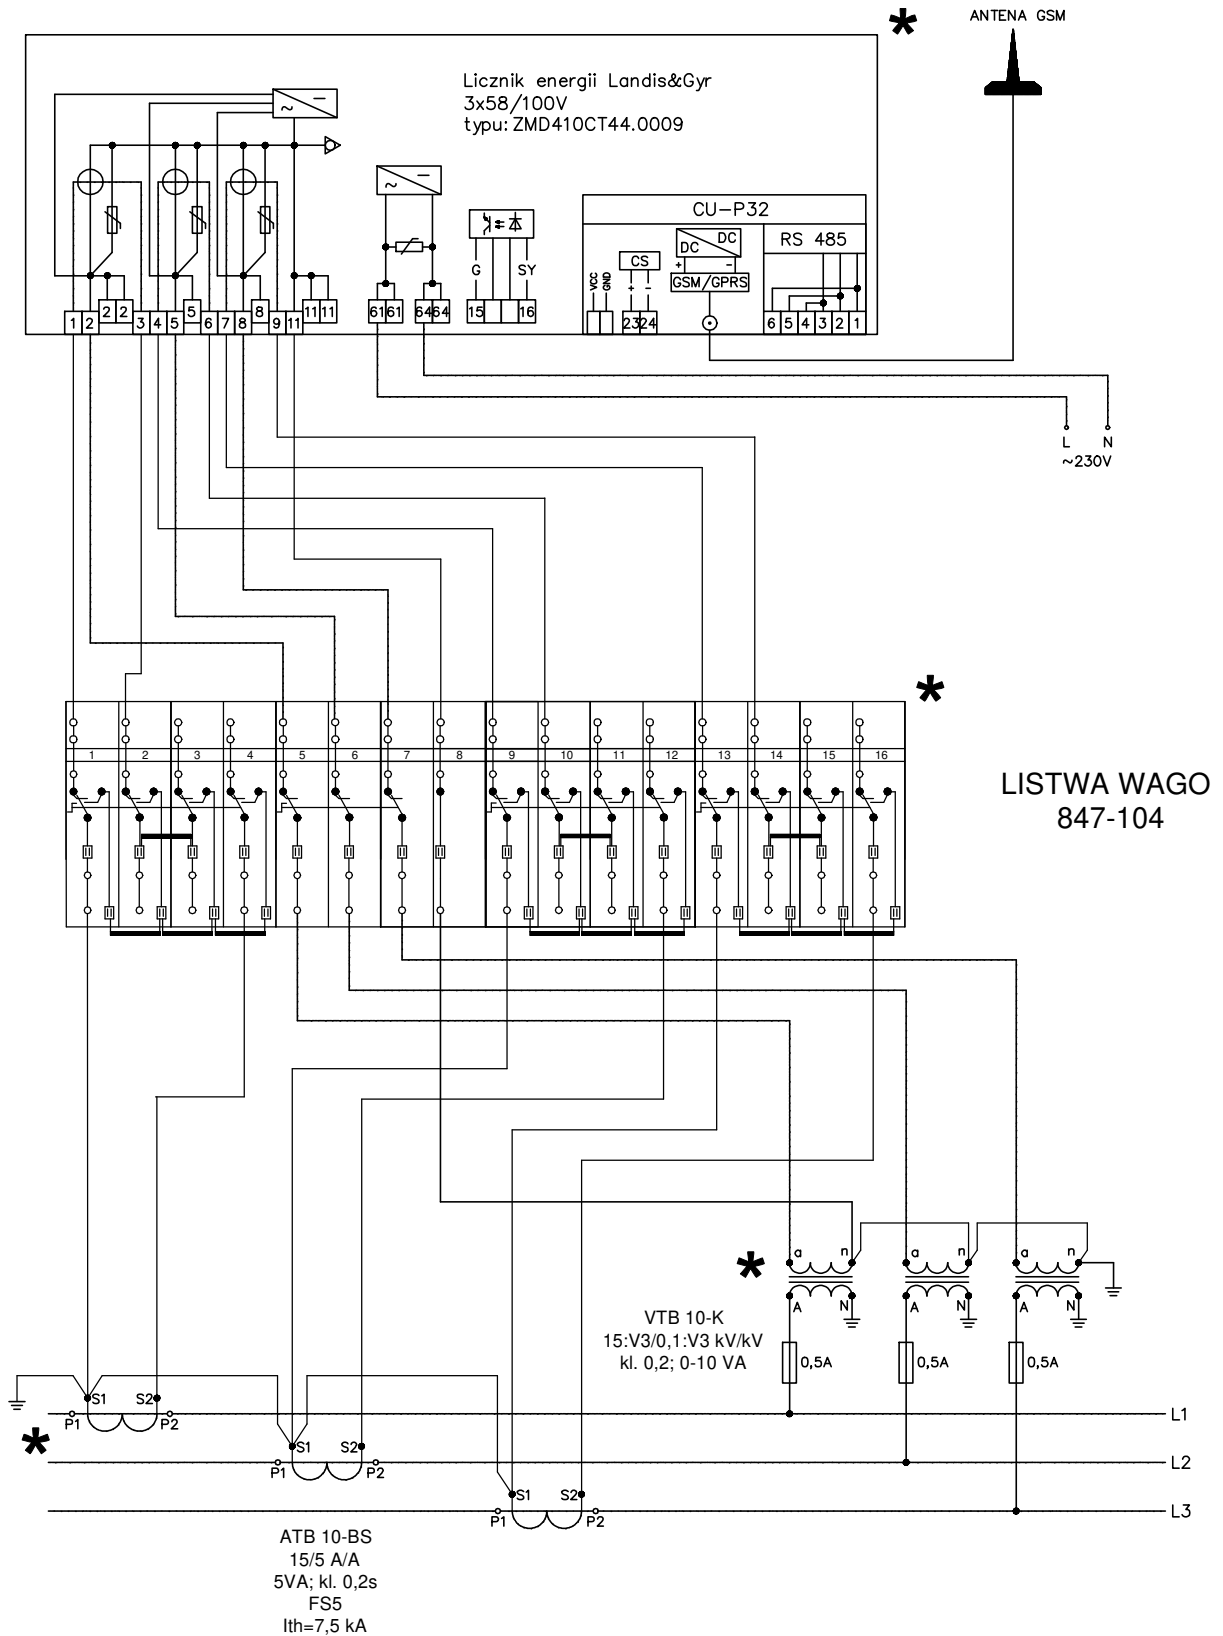 ANTENA GSM
Licznik energii Landis&Gyr
3x58/100V
typu: ZMD410CT44.0009
CU-P32
DC DC
RS 485
CS
+ -
GSM/GPRS
G SY
VCC GND
+ -
2 2 5 8 11 11 61 61 64 64 15 16
1 2 3 4 5 6 7 8 9 11 23 24 6 5 4 3 2 1
L N
~230V
1 2 3 4 5 6 7 8 9 10 11 12 13 14 15 16
LISTWA WAGO
847-104
a n a n a n
A N A N A N
VTB 10-K
15:V3/0,1:V3 kV/kV
kl. 0,2; 0-10 VA
0,5A 0,5A 0,5A
S1 S2
P1 P2 L1
S1 S2
P1 P2 L2
S1 S2
P1 P2 L3
ATB 10-BS
15/5 A/A
5VA; kl. 0,2s
FS5
Ith=7,5 kA